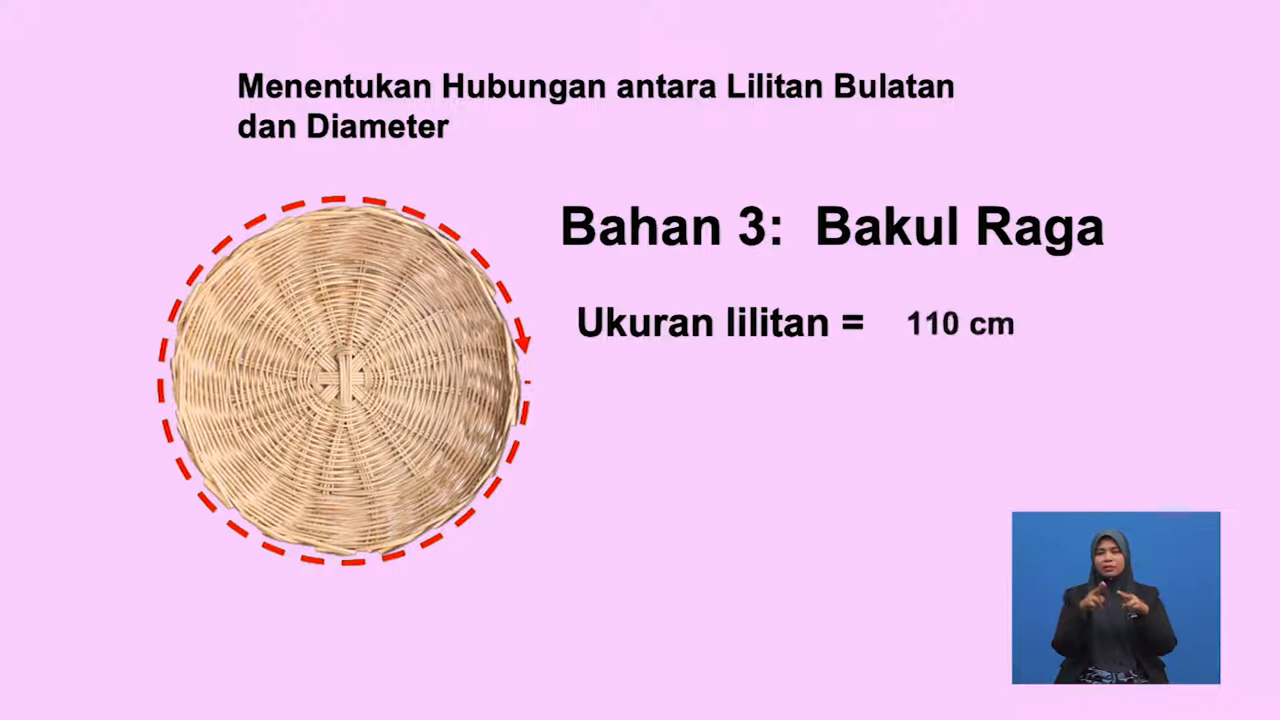 Menentukan Hubungan antara Lilitan Bulatan
dan Diameter
Bahan 3: Bakul Raga
Ukuran lilitan = 110 cm